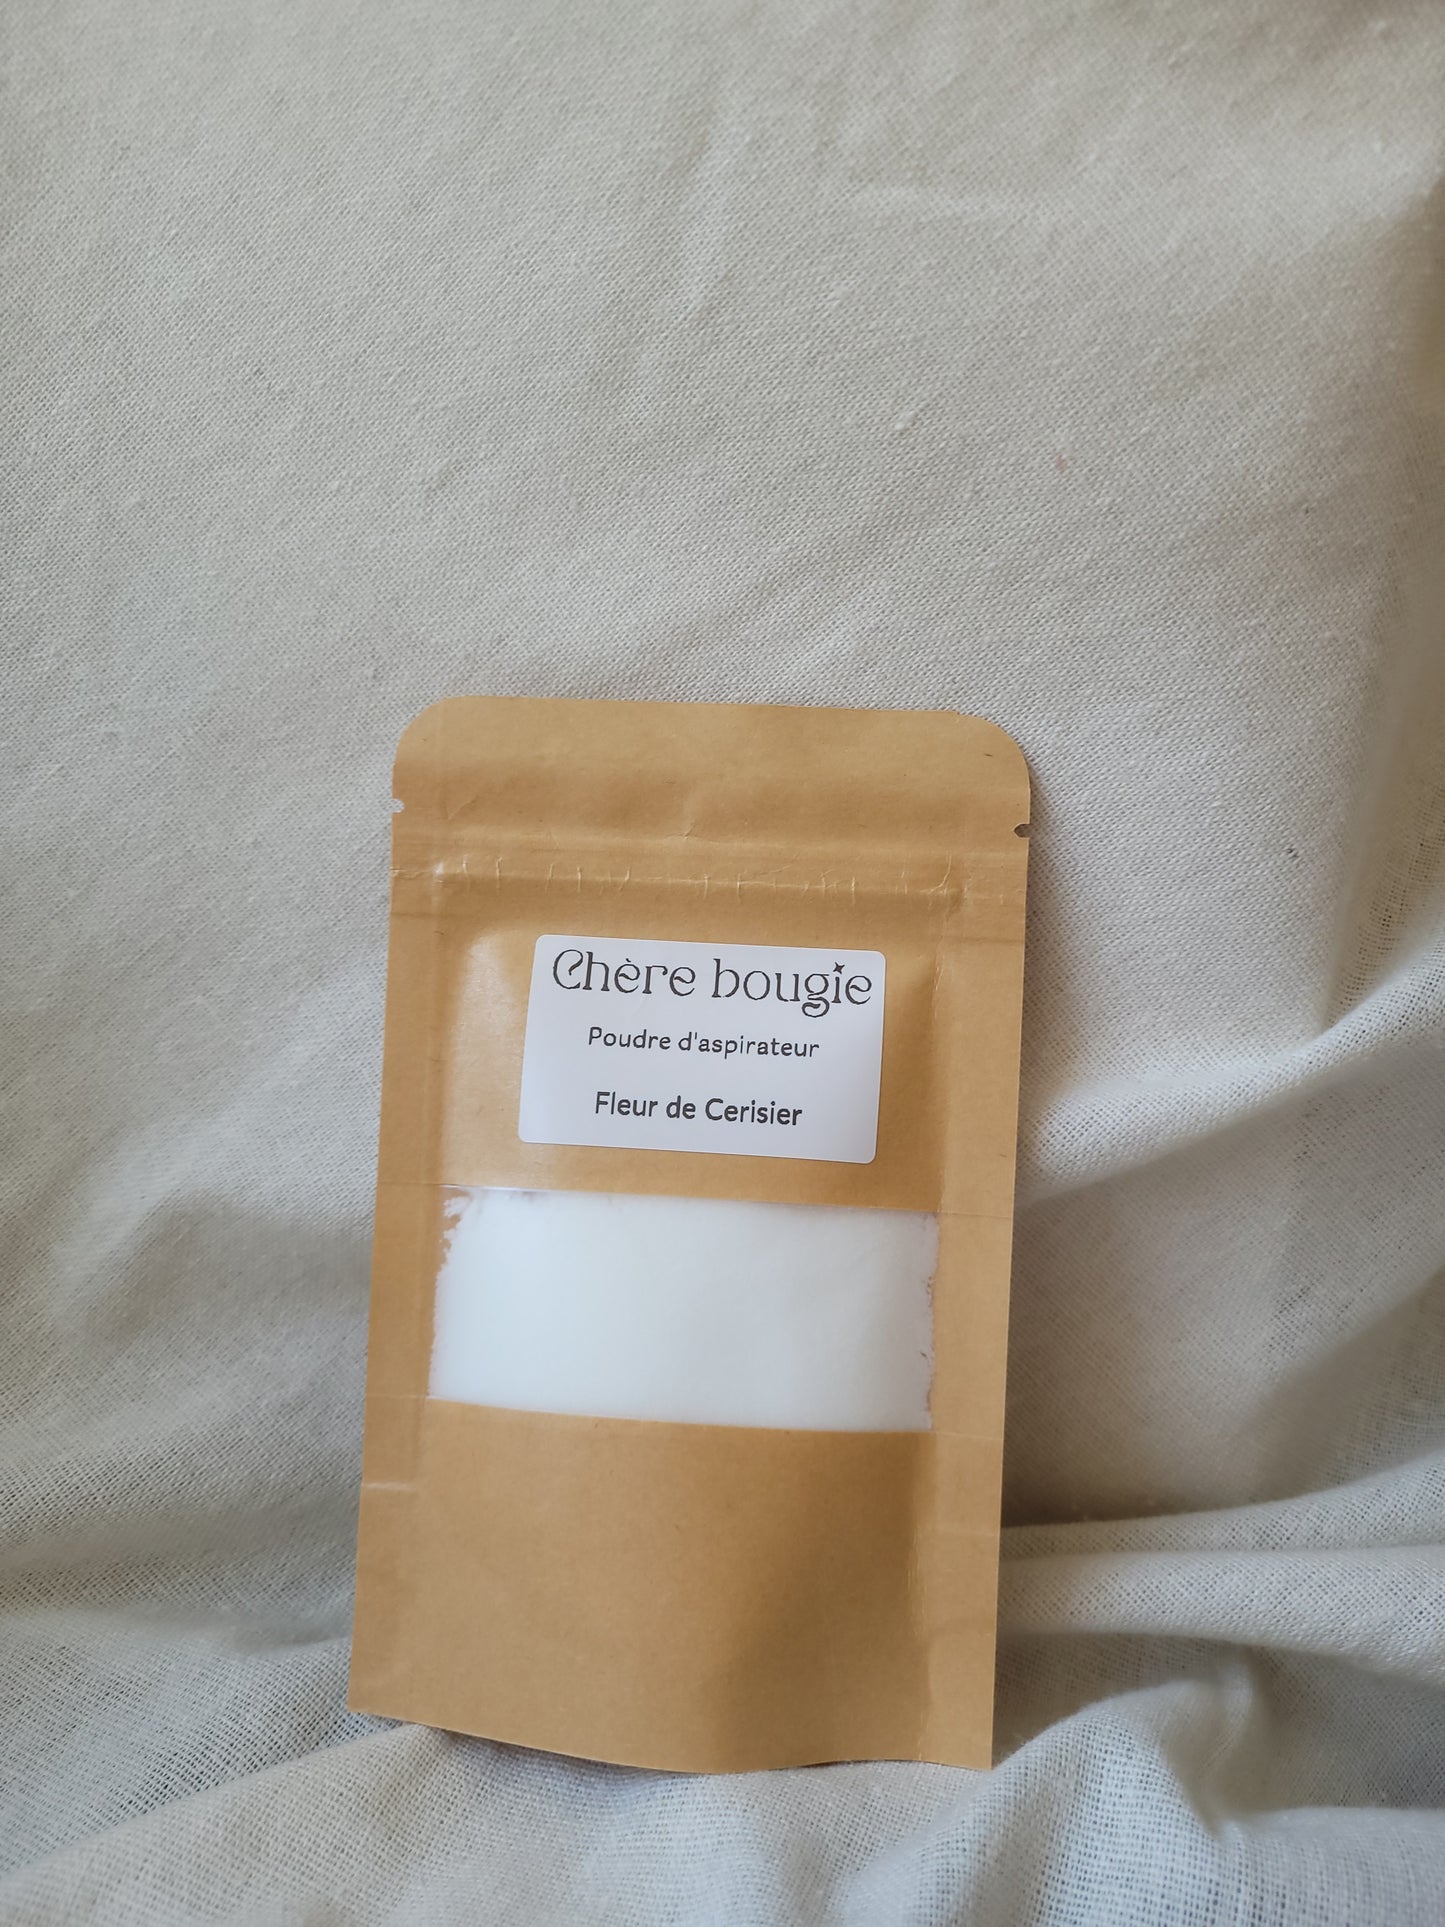 Chère bougie
Poudre d'aspirateur
Fleur de Cerisier